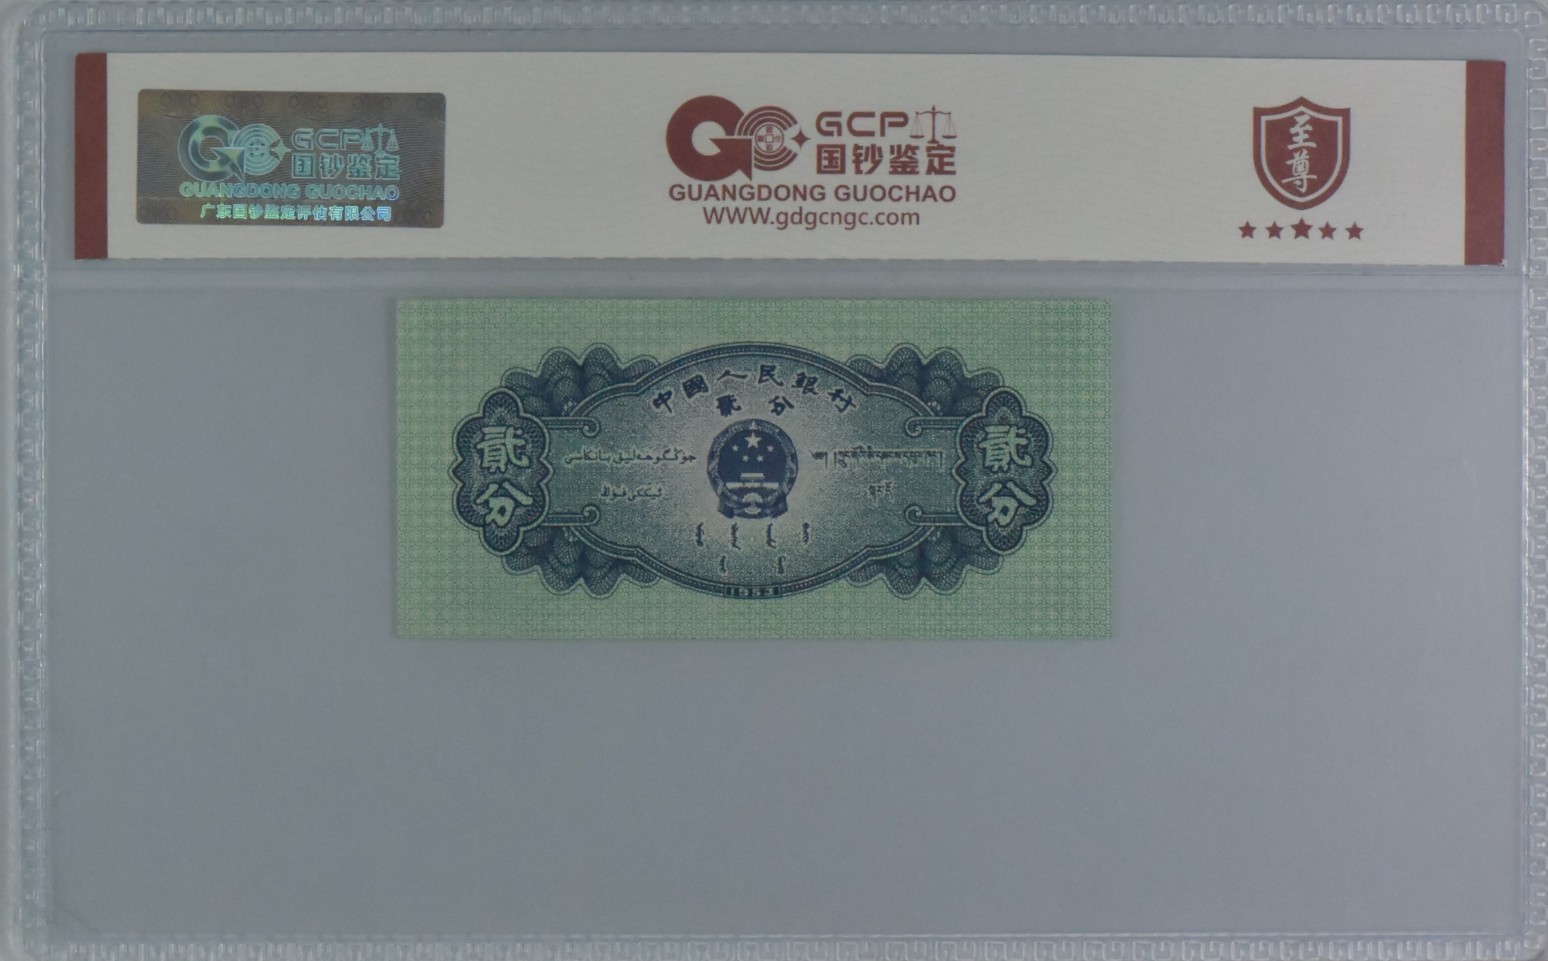 GCP
国钞鉴定
GUANGDONG GUOCHAO
广东国钞鉴定评估有限公司
GCP
国钞鉴定
GUANGDONG GUOCHAO
WWW.gdgcngc.com
至尊
中國人民銀行
貳分
貳分
貳分
1953